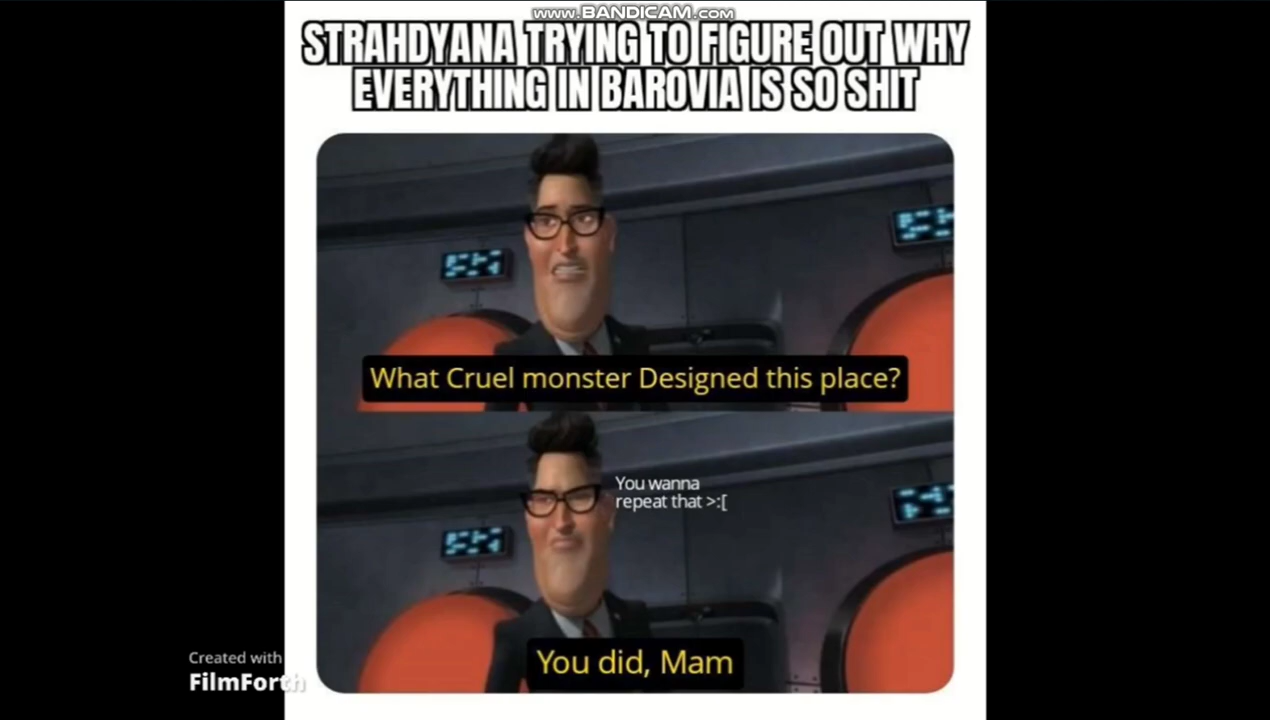 www.BANDICAM.com
STRAHDYANA TRYING TO FIGURE OUT WHY
EVERYTHING IN BAROVIA IS SO SHIT
What Cruel monster Designed this place?
You wanna
repeat that >:[
You did, Mam
Created with
FilmForth